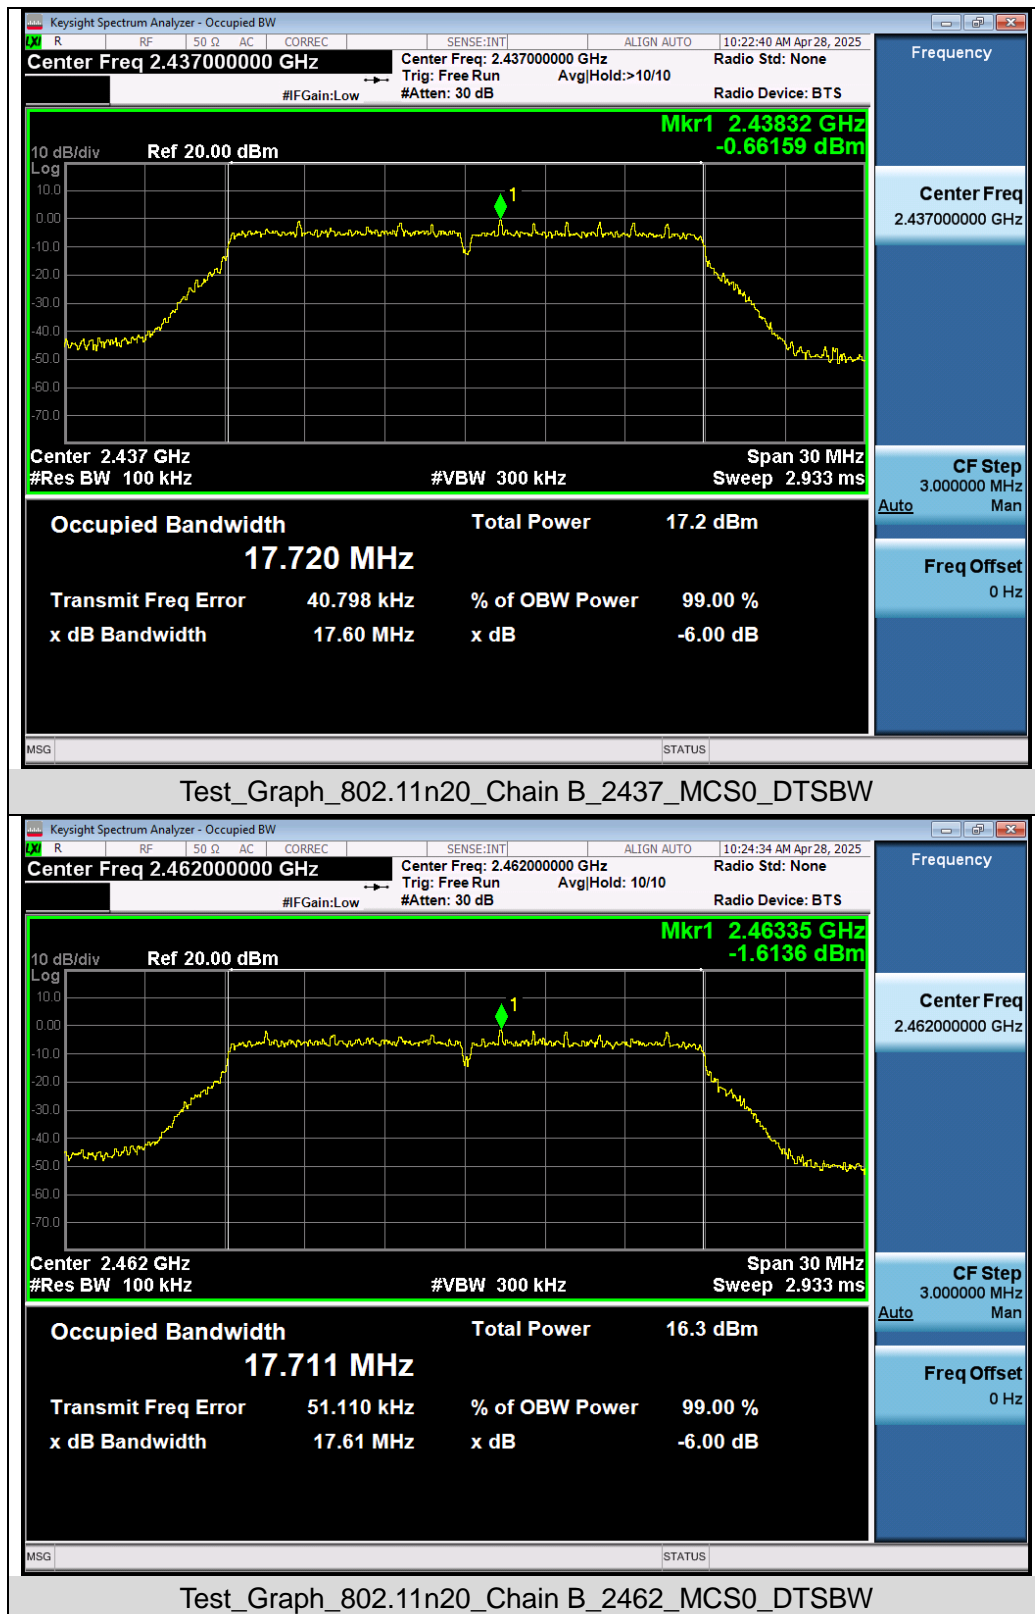 Keysight Spectrum Analyzer - Occupied BW
LXI R RF 50 Ω AC CORREC SENSE:INT ALIGN AUTO 10:22:40 AM Apr 28, 2025
Center Freq 2.437000000 GHz
Center Freq: 2.437000000 GHz
Radio Std: None
Trig: Free Run Avg|Hold:>10/10
#IFGain:Low #Atten: 30 dB Radio Device: BTS
Frequency
Mkr1 2.43832 GHz
-0.66159 dBm
10 dB/div Ref 20.00 dBm
Log
10.0
0.00
-10.0
-20.0
-30.0
-40.0
-50.0
-60.0
-70.0
1
Center Freq
2.437000000 GHz
Center 2.437 GHz Span 30 MHz
#Res BW 100 kHz #VBW 300 kHz Sweep 2.933 ms
CF Step
3.000000 MHz
Auto Man
Freq Offset
0 Hz
Occupied Bandwidth Total Power 17.2 dBm
17.720 MHz
Transmit Freq Error 40.798 kHz % of OBW Power 99.00 %
x dB Bandwidth 17.60 MHz x dB -6.00 dB
MSG STATUS
Test_Graph_802.11n20_Chain B_2437_MCS0_DTSBW
Keysight Spectrum Analyzer - Occupied BW
LXI R RF 50 Ω AC CORREC SENSE:INT ALIGN AUTO 10:24:34 AM Apr 28, 2025
Center Freq 2.462000000 GHz
Center Freq: 2.462000000 GHz
Radio Std: None
Trig: Free Run Avg|Hold: 10/10
#IFGain:Low #Atten: 30 dB Radio Device: BTS
Frequency
Mkr1 2.46335 GHz
-1.6136 dBm
10 dB/div Ref 20.00 dBm
Log
10.0
0.00
-10.0
-20.0
-30.0
-40.0
-50.0
-60.0
-70.0
1
Center Freq
2.462000000 GHz
Center 2.462 GHz Span 30 MHz
#Res BW 100 kHz #VBW 300 kHz Sweep 2.933 ms
CF Step
3.000000 MHz
Auto Man
Freq Offset
0 Hz
Occupied Bandwidth Total Power 16.3 dBm
17.711 MHz
Transmit Freq Error 51.110 kHz % of OBW Power 99.00 %
x dB Bandwidth 17.61 MHz x dB -6.00 dB
MSG STATUS
Test_Graph_802.11n20_Chain B_2462_MCS0_DTSBW